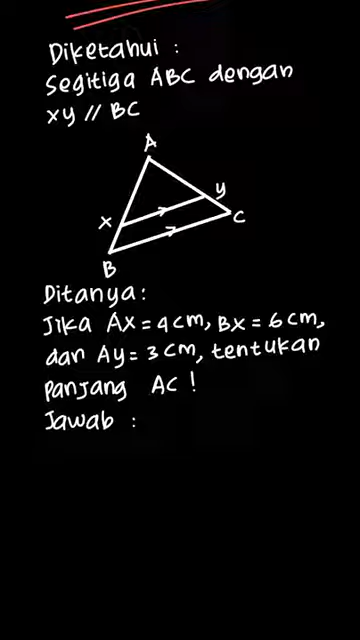 Diketahui :
Segitiga ABC dengan
XY // BC
A
Y
X
C
B
Ditanya :
Jika AX = 4 cm, BX = 6 cm,
dan AY = 3 cm, tentukan
panjang AC !
Jawab :